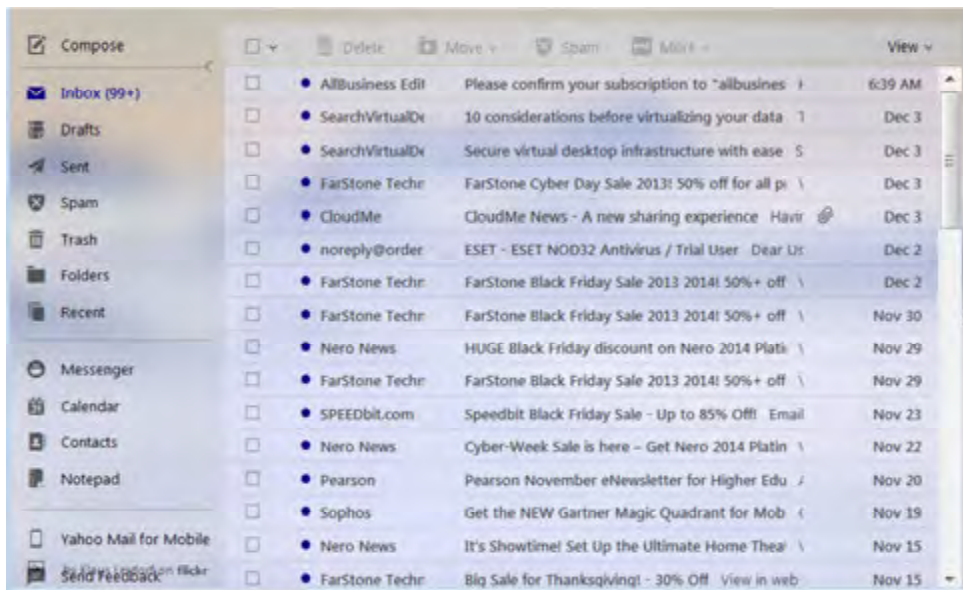 Compose
Inbox (99+)
Drafts
Sent
Spam
Trash
Folders
Recent
Messenger
Calendar
Contacts
Notepad
Yahoo Mail for Mobile
Send Feedback
on flickr
Delete Move Spam More View
AllBusiness Edit Please confirm your subscription to "allbusines 6:39 AM
SearchVirtualDe 10 considerations before virtualizing your data Dec 3
SearchVirtualDe Secure virtual desktop infrastructure with ease S Dec 3
FarStone Techn FarStone Cyber Day Sale 2013! 50% off for all Dec 3
CloudMe CloudMe News - A new sharing experience Havin Dec 3
noreply@order ESET - ESET NOD32 Antivirus / Trial User Dear Us Dec 2
FarStone Techn FarStone Black Friday Sale 2013 2014! 50%+ off Dec 2
FarStone Techn FarStone Black Friday Sale 2013 2014! 50%+ off Nov 30
Nero News HUGE Black Friday discount on Nero 2014 Plati Nov 29
FarStone Techn FarStone Black Friday Sale 2013 2014! 50%+ off Nov 29
SPEEDbit.com Speedbit Black Friday Sale - Up to 85% Off! Email Nov 23
Nero News Cyber-Week Sale is here – Get Nero 2014 Platin Nov 22
Pearson Pearson November eNewsletter for Higher Edu Nov 20
Sophos Get the NEW Gartner Magic Quadrant for Mob Nov 19
Nero News It's Showtime! Set Up the Ultimate Home Thea Nov 15
FarStone Techn Big Sale for Thanksgiving! - 30% Off View in web Nov 15